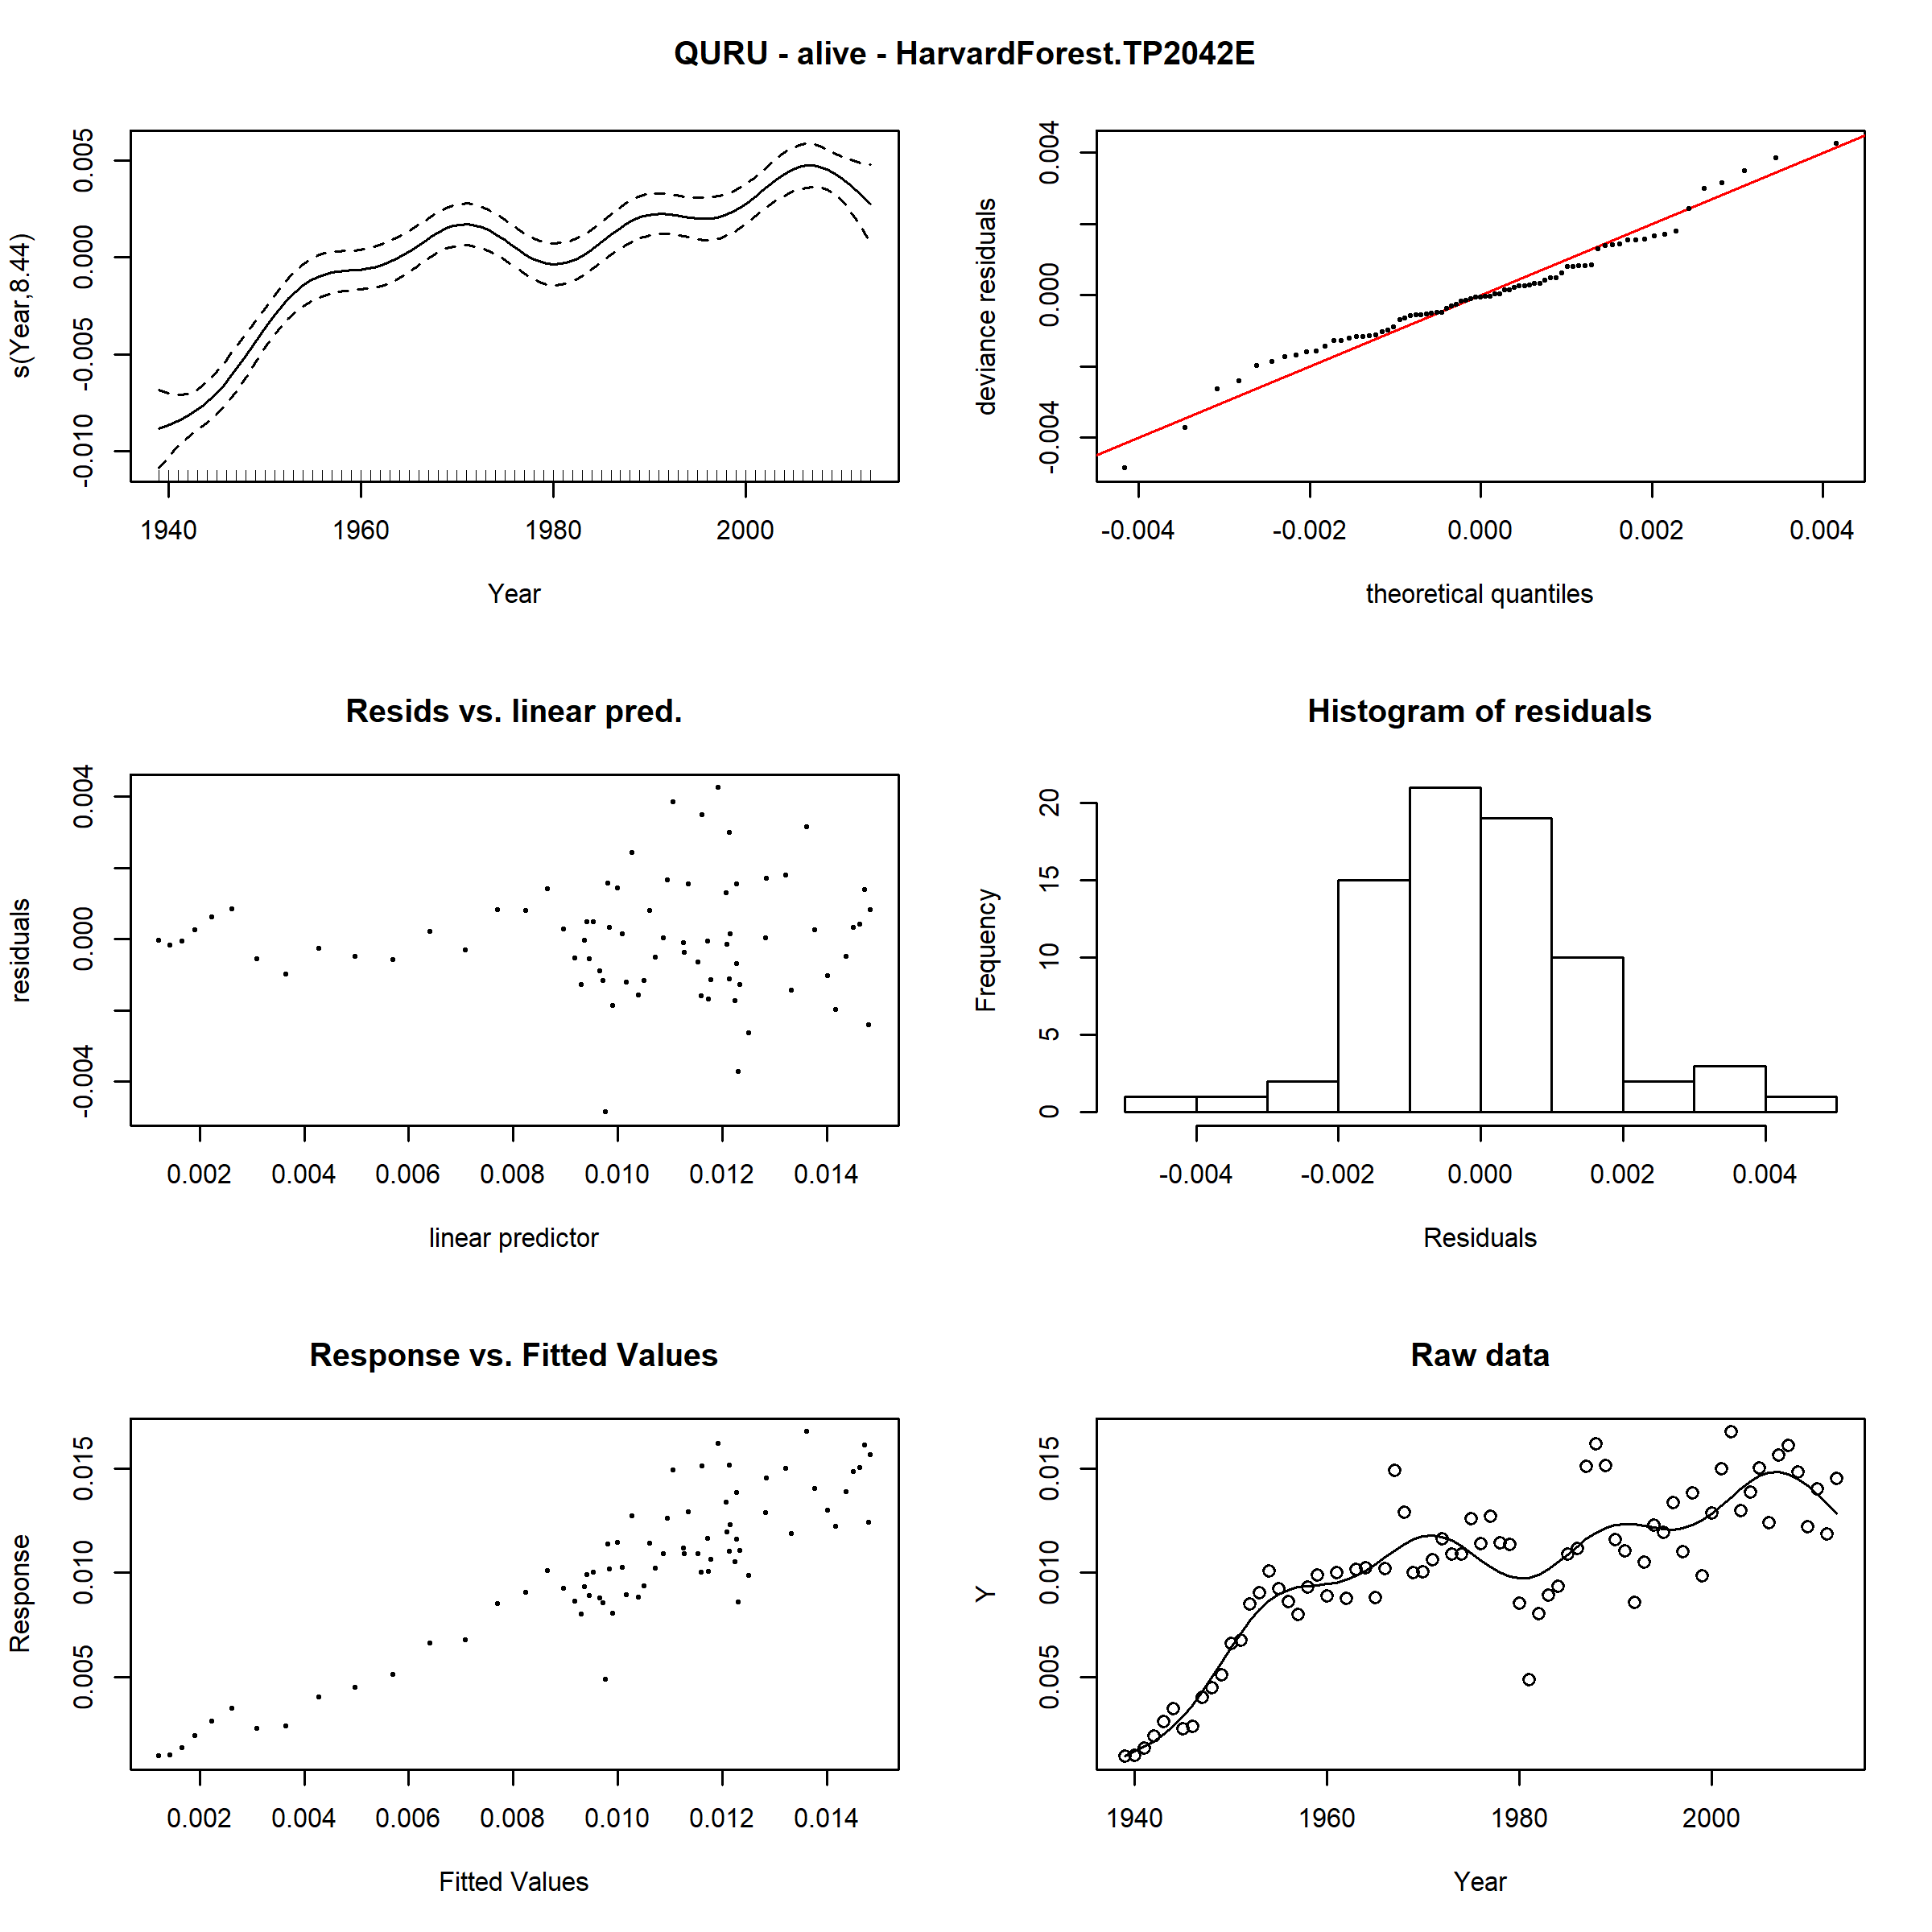 QURU - alive - HarvardForest.TP2042E
s(Year,8.44)
0.005
0.000
-0.005
-0.010
1940 1960 1980 2000
Year
deviance residuals
0.004
0.000
-0.004
-0.004 -0.002 0.000 0.002 0.004
theoretical quantiles
Resids vs. linear pred.
residuals
0.004
0.000
-0.004
0.002 0.004 0.006 0.008 0.010 0.012 0.014
linear predictor
Histogram of residuals
Frequency
20
15
10
5
0
-0.004 -0.002 0.000 0.002 0.004
Residuals
Response vs. Fitted Values
Response
0.015
0.010
0.005
0.002 0.004 0.006 0.008 0.010 0.012 0.014
Fitted Values
Raw data
Y
0.015
0.010
0.005
1940 1960 1980 2000
Year